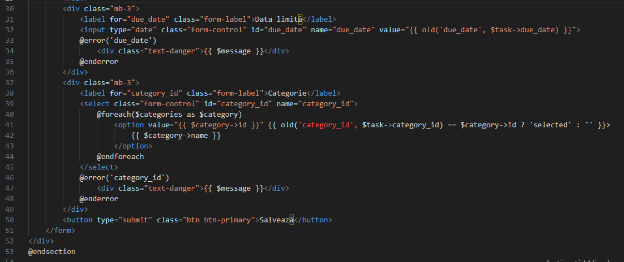 30 <div class="mb-3">
31 <label for="due_date" class="form-label">Data limită</label>
32 <input type="date" class="form-control" id="due_date" name="due_date" value="{{ old('due_date', $task->due_date) }}">
33 @error('due_date')
34 <div class="text-danger">{{ $message }}</div>
35 @enderror
36 </div>
37 <div class="mb-3">
38 <label for="category_id" class="form-label">Categorie</label>
39 <select class="form-control" id="category_id" name="category_id">
40 @foreach($categories as $category)
41 <option value="{{ $category->id }}" {{ old('category_id', $task->category_id) == $category->id ? 'selected' : '' }}>
42 {{ $category->name }}
43 </option>
44 @endforeach
45 </select>
46 @error('category_id')
47 <div class="text-danger">{{ $message }}</div>
48 @enderror
49 </div>
50 <button type="submit" class="btn btn-primary">Salvează</button>
51 </form>
52 </div>
53 @endsection